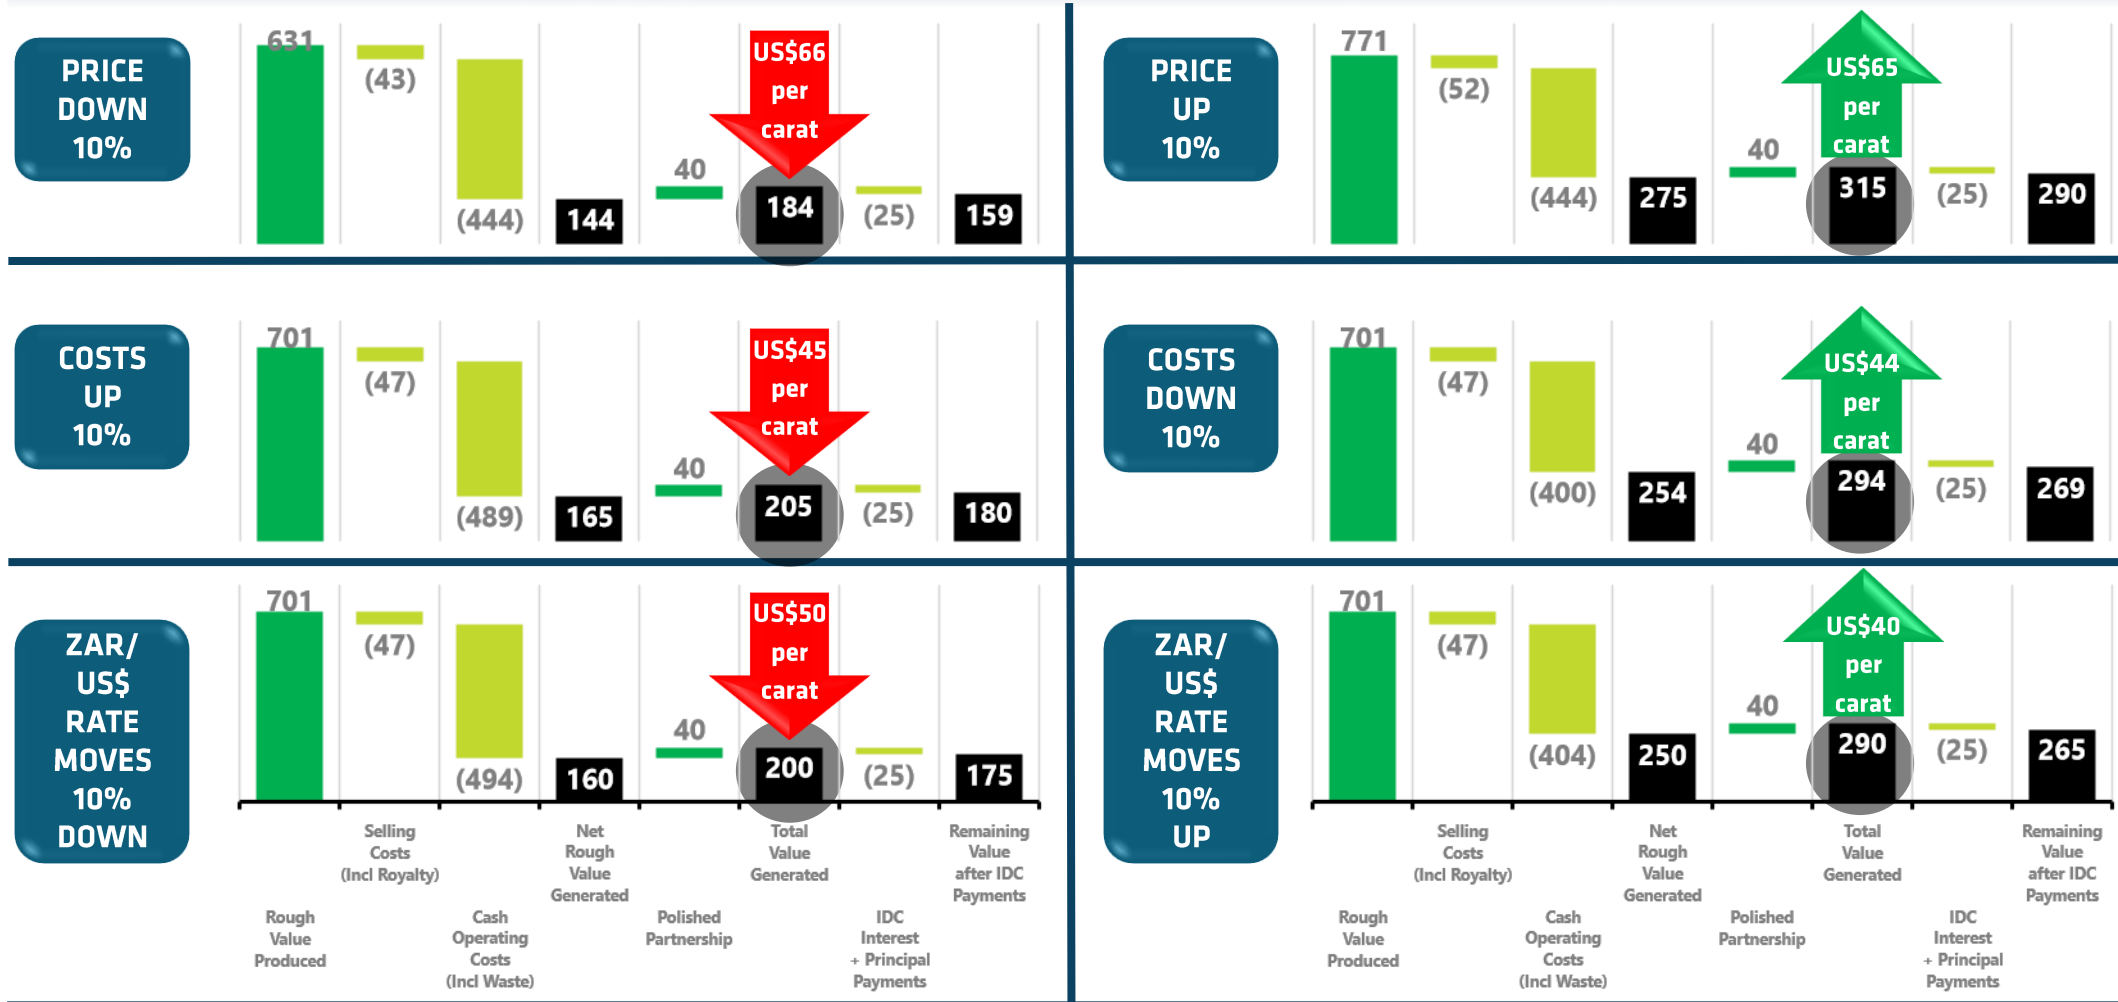 PRICE
DOWN
10%
631
(43)
(444)
144
40
US$66
per
carat
184
(25)
159
PRICE
UP
10%
771
(52)
(444)
275
40
US$65
per
carat
315
(25)
290
COSTS
UP
10%
701
(47)
(489)
165
40
US$45
per
carat
205
(25)
180
COSTS
DOWN
10%
701
(47)
(400)
254
40
US$44
per
carat
294
(25)
269
ZAR/
US$
RATE
MOVES
10%
DOWN
701
(47)
(494)
160
40
US$50
per
carat
200
(25)
175
Rough
Value
Produced
Selling
Costs
(Incl Royalty)
Cash
Operating
Costs
(Incl Waste)
Net
Rough
Value
Generated
Polished
Partnership
Total
Value
Generated
IDC
Interest
+ Principal
Payments
Remaining
Value
after IDC
Payments
ZAR/
US$
RATE
MOVES
10%
UP
701
(47)
(404)
250
40
US$40
per
carat
290
(25)
265
Rough
Value
Produced
Selling
Costs
(Incl Royalty)
Cash
Operating
Costs
(Incl Waste)
Net
Rough
Value
Generated
Polished
Partnership
Total
Value
Generated
IDC
Interest
+ Principal
Payments
Remaining
Value
after IDC
Payments